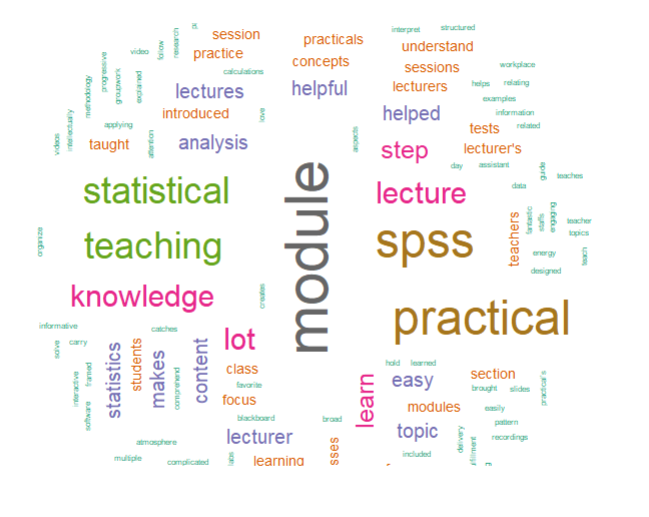 session
practice
practicals
concepts
interpret
structured
understand
sessions
workplace
research
follow
video
progressive
groupwork
explained
methodology
calculations
lectures
helpful
lecturers
helps
relating
examples
introduced
love
helped
information
intellectually
applying
attention
videos
taught
analysis
aspects
step
tests
related
lecturer's
day
assistant
guide
teaches
data
statistical
module
lecture
teachers
fantastic
staffs
engaging
teacher
topics
organize
teaching
spss
energy
teach
designed
knowledge
creates
practical
informative
catches
solve
carry
lot
statistics
students
makes
content
class
hold
learned
section
easy
interactive
framed
comprehend
favorite
focus
learn
brought
slides
practical's
software
modules
easily
blackboard
broad
topic
pattern
recordings
atmosphere
lecturer
delivery
multiple
complicated
labs
learning
sses
included